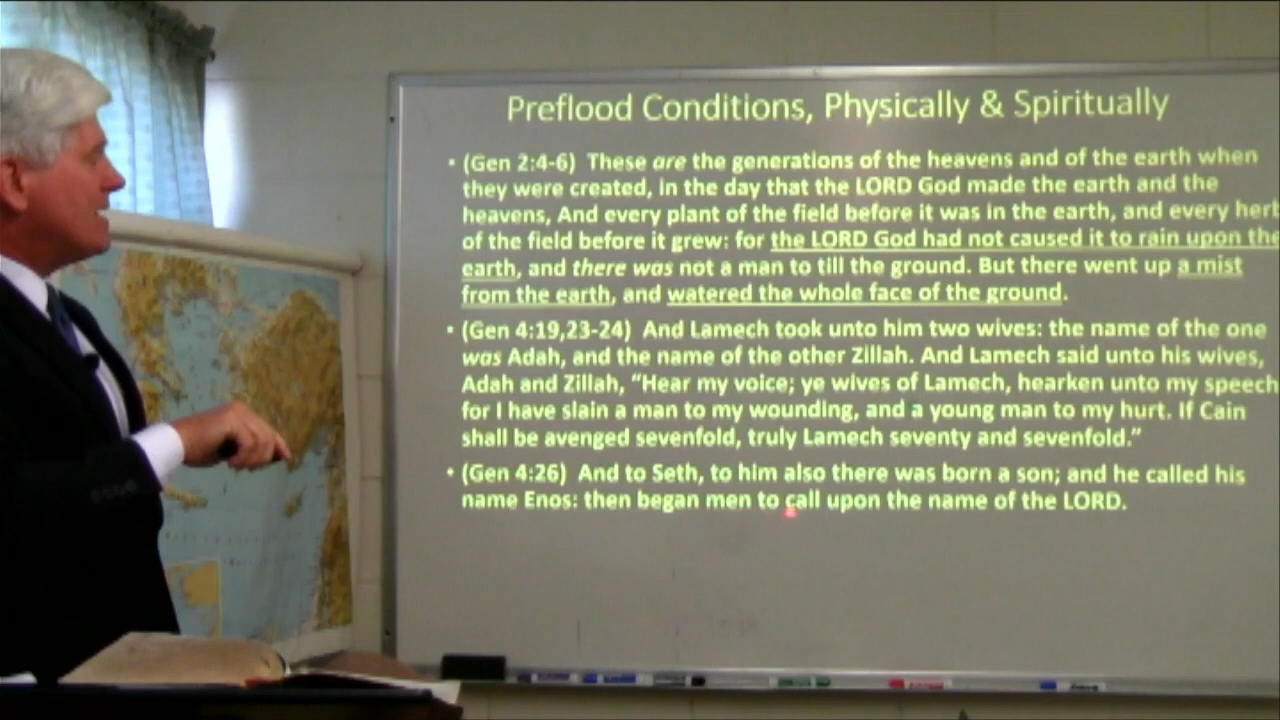 Preflood Conditions, Physically & Spiritually
• (Gen 2:4-6) These are the generations of the heavens and of the earth when
they were created, in the day that the LORD God made the earth and the
heavens, And every plant of the field before it was in the earth, and every herb
of the field before it grew: for the LORD God had not caused it to rain upon the
earth, and there was not a man to till the ground. But there went up a mist
from the earth, and watered the whole face of the ground.
• (Gen 4:19,23-24) And Lamech took unto him two wives: the name of the one
was Adah, and the name of the other Zillah. And Lamech said unto his wives,
Adah and Zillah, “Hear my voice; ye wives of Lamech, hearken unto my speech
for I have slain a man to my wounding, and a young man to my hurt. If Cain
shall be avenged sevenfold, truly Lamech seventy and sevenfold.”
• (Gen 4:26) And to Seth, to him also there was born a son; and he called his
name Enos: then began men to call upon the name of the LORD.